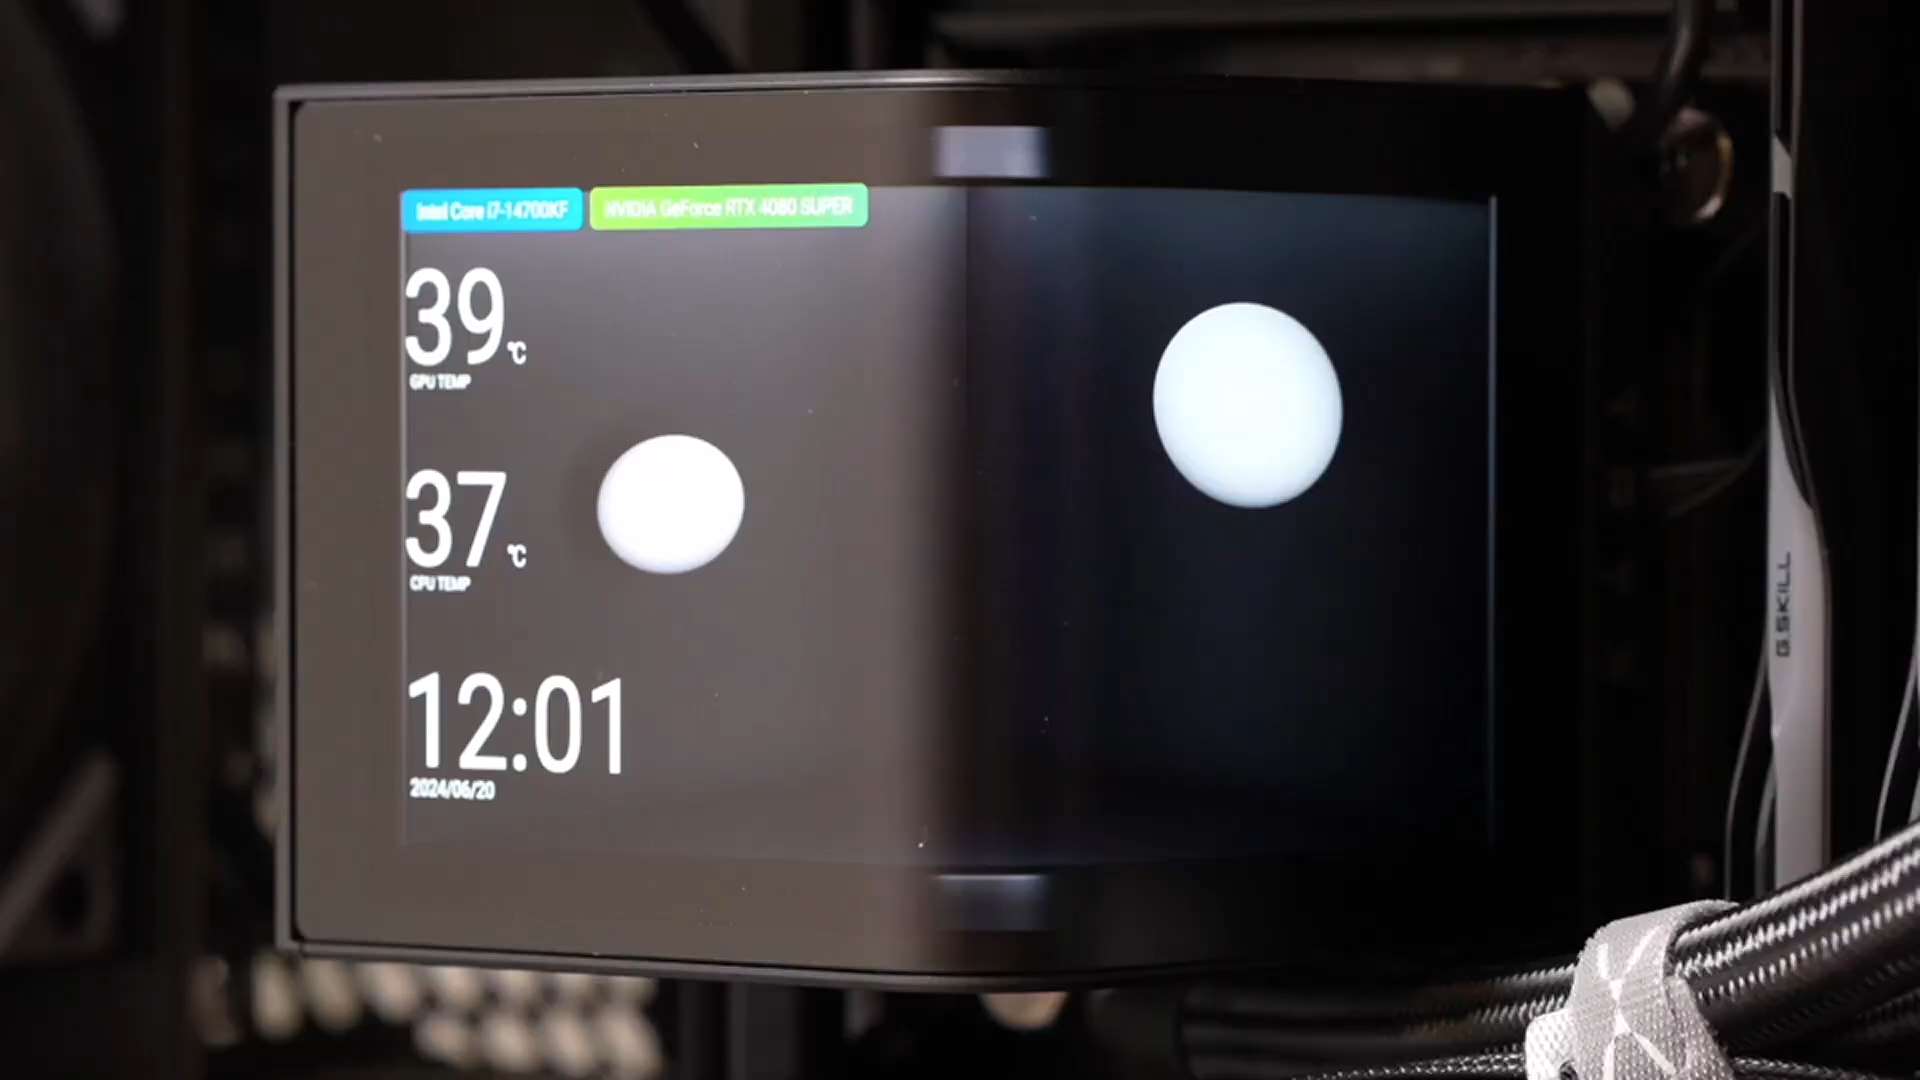 Intel Core i7-14700KF
NVIDIA GeForce RTX 4080 SUPER
39°C
GPU TEMP
37°C
CPU TEMP
12:01
2024/06/20
G.SKILL